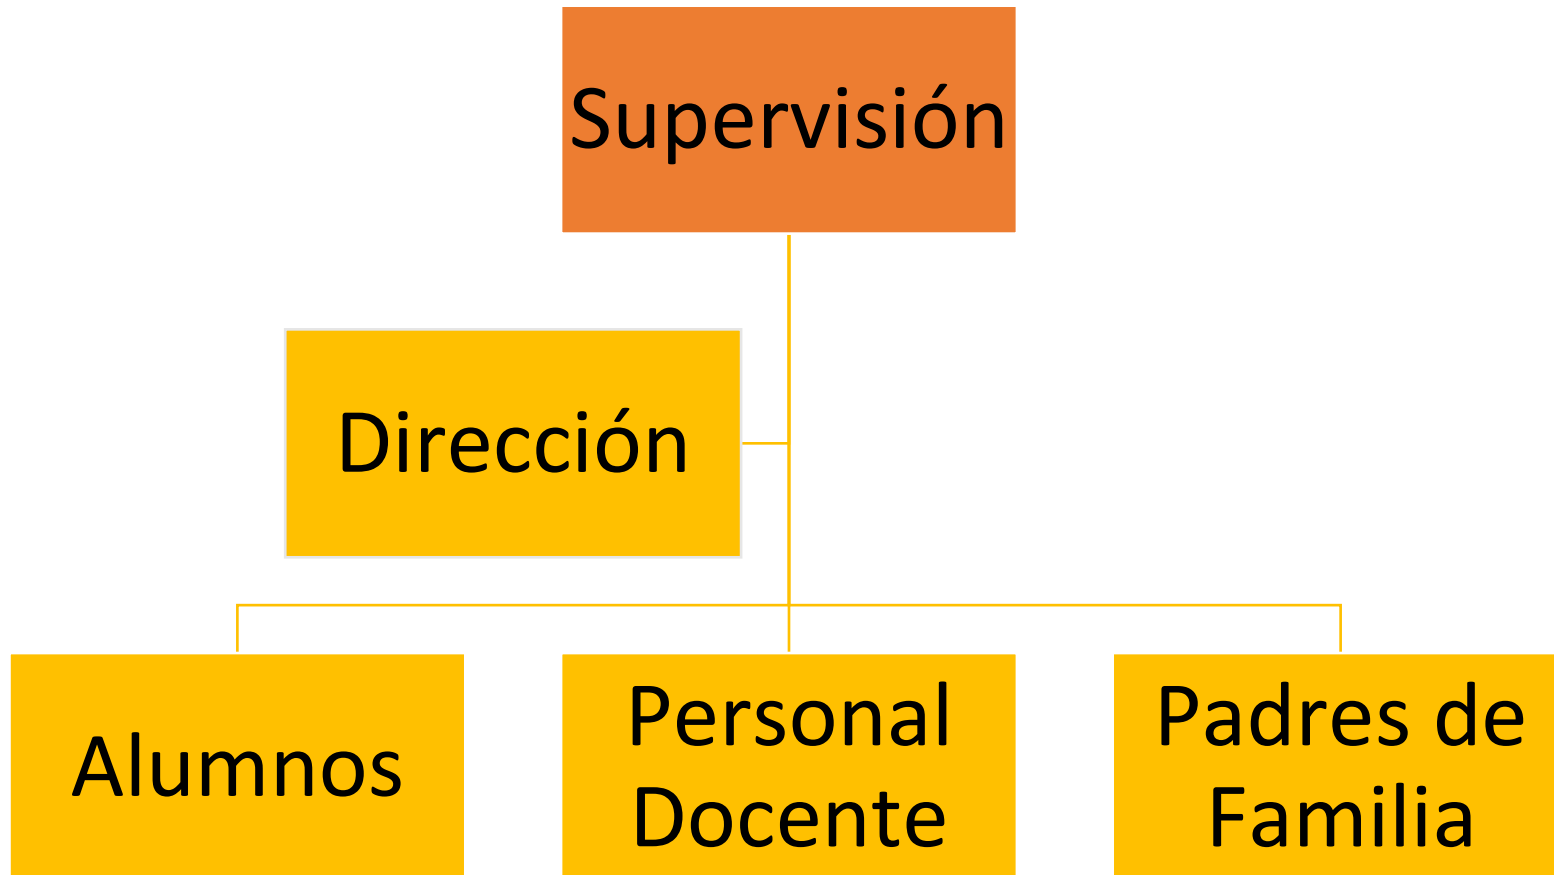 Supervisión
Dirección
Alumnos
Personal
Docente
Padres de
Familia